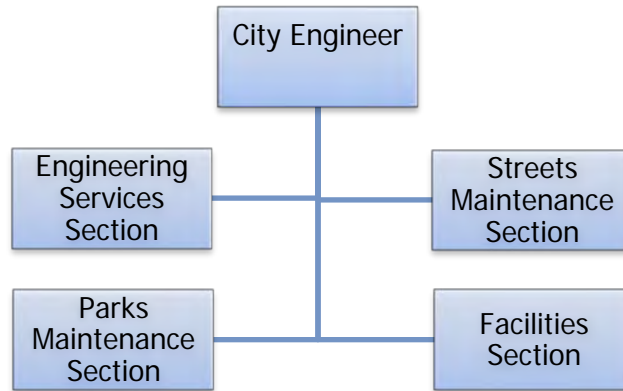 City Engineer
Engineering
Services
Section
Streets
Maintenance
Section
Parks
Maintenance
Section
Facilities
Section